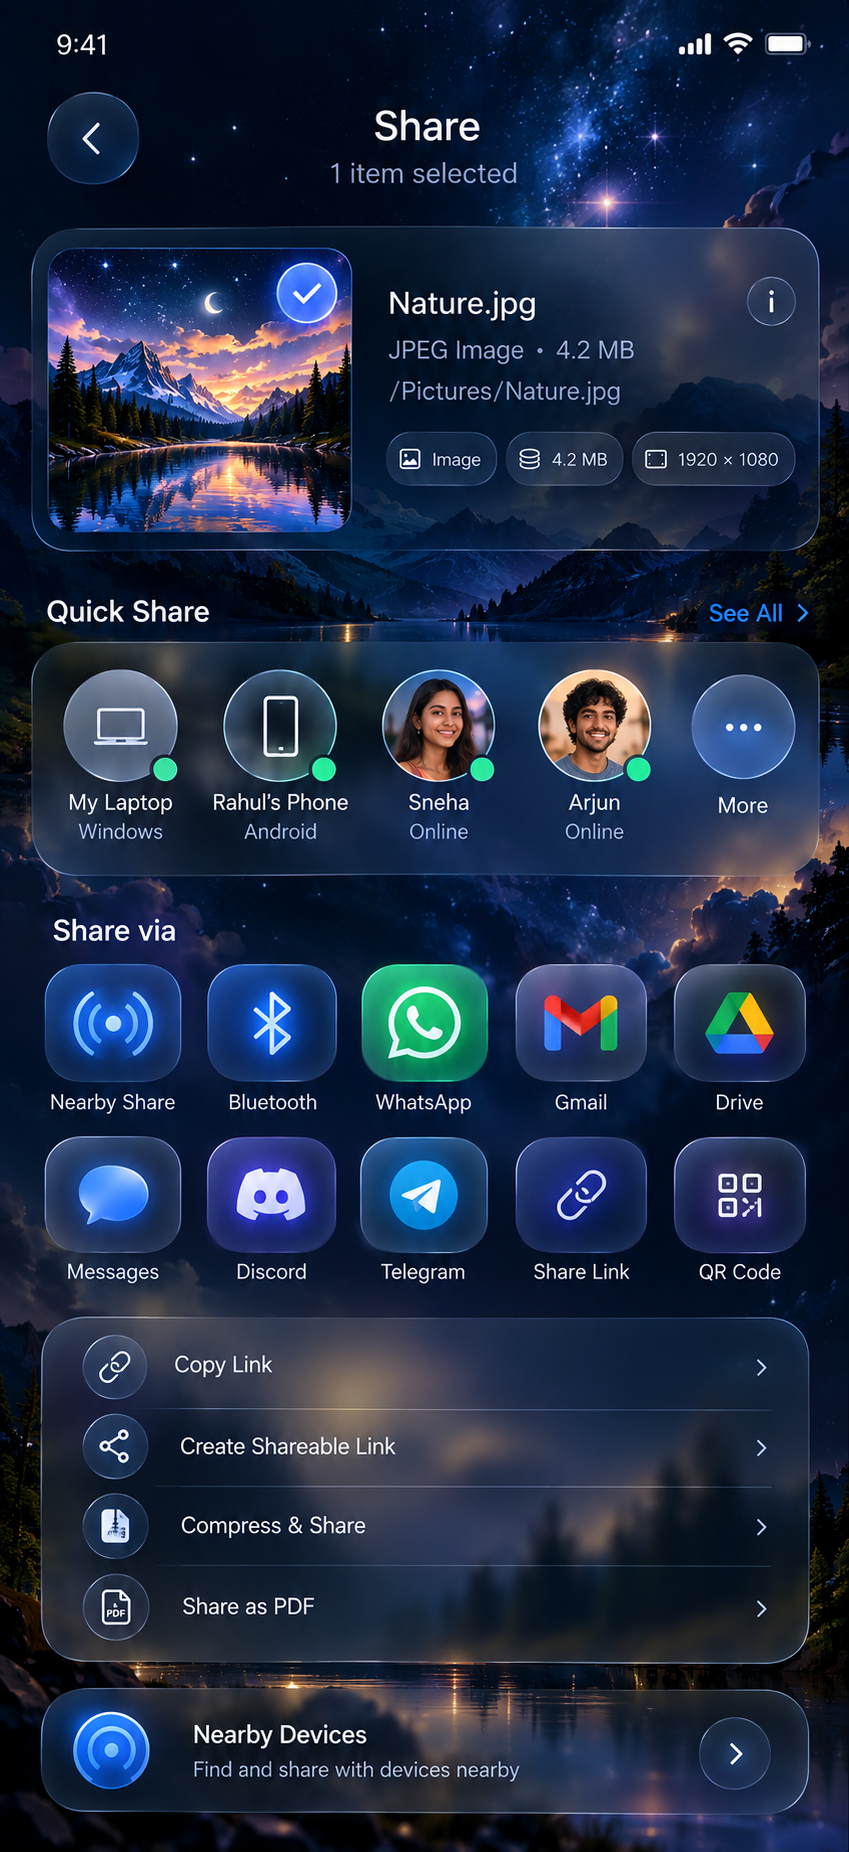 9:41
Share
1 item selected
Nature.jpg
JPEG Image • 4.2 MB
/Pictures/Nature.jpg
Image
4.2 MB
1920 × 1080
Quick Share
See All
My Laptop
Windows
Rahul's Phone
Android
Sneha
Online
Arjun
Online
More
Share via
Nearby Share
Bluetooth
WhatsApp
Gmail
Drive
Messages
Discord
Telegram
Share Link
QR Code
Copy Link
Create Shareable Link
Compress & Share
PDF
Share as PDF
Nearby Devices
Find and share with devices nearby